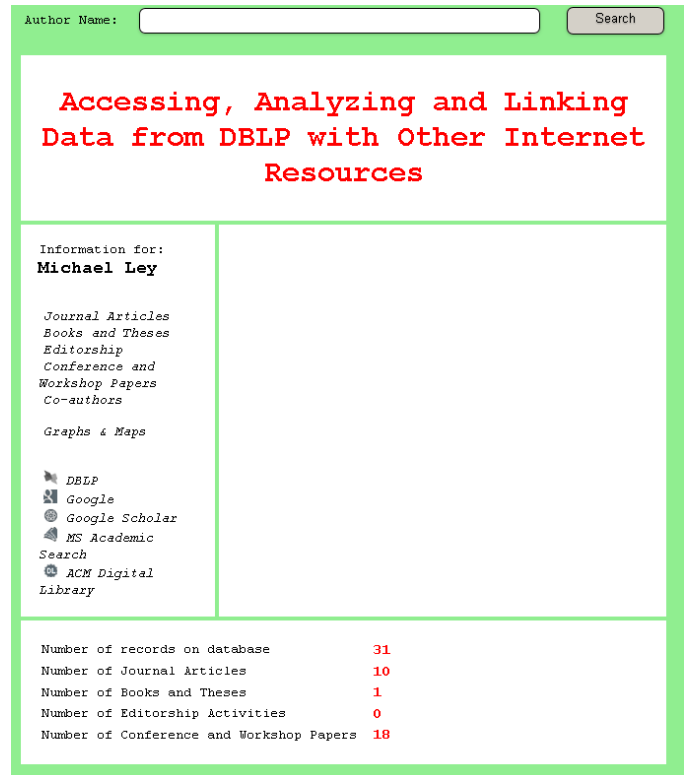 Author Name:
Search
Accessing, Analyzing and Linking
Data from DBLP with Other Internet
Resources
Information for:
Michael Ley
Journal Articles
Books and Theses
Editorship
Conference and
Workshop Papers
Co-authors
Graphs & Maps
DBLP
Google
Google Scholar
MS Academic
Search
ACM Digital
Library
Number of records on database 31
Number of Journal Articles 10
Number of Books and Theses 1
Number of Editorship Activities 0
Number of Conference and Workshop Papers 18